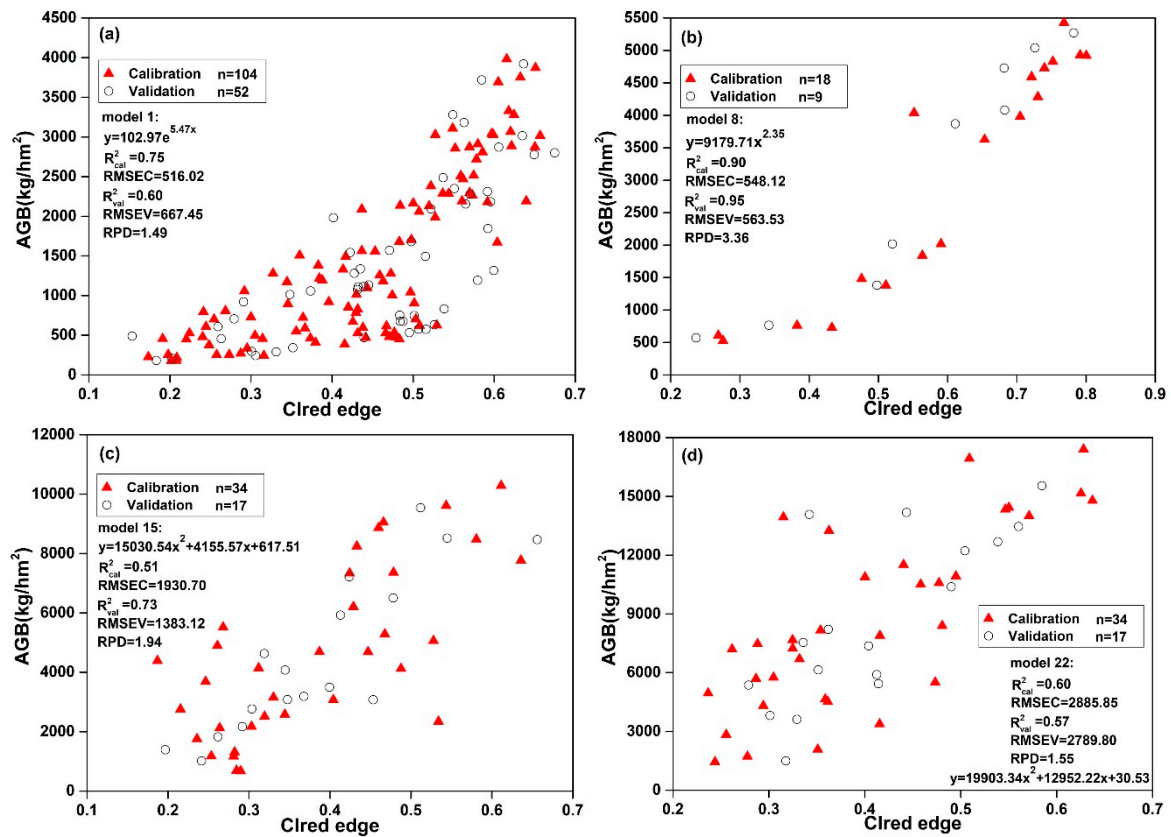 (a)
Calibration n=104
Validation n=52
model 1:
y=102.97e^5.47x
R²cal =0.75
RMSEC=516.02
R²val =0.60
RMSEV=667.45
RPD=1.49
AGB(kg/hm²)
4500
4000
3500
3000
2500
2000
1500
1000
500
0
0.1 0.2 0.3 0.4 0.5 0.6 0.7
CIred edge
(b)
Calibration n=18
Validation n=9
model 8:
y=9179.71x^2.35
R²cal =0.90
RMSEC=548.12
R²val =0.95
RMSEV=563.53
RPD=3.36
AGB(kg/hm²)
5500
5000
4500
4000
3500
3000
2500
2000
1500
1000
500
0
0.2 0.3 0.4 0.5 0.6 0.7 0.8 0.9
CIred edge
(c)
Calibration n=34
Validation n=17
model 15:
y=15030.54x²+4155.57x+617.51
R²cal =0.51
RMSEC=1930.70
R²val =0.73
RMSEV=1383.12
RPD=1.94
AGB(kg/hm²)
12000
10000
8000
6000
4000
2000
0
0.1 0.2 0.3 0.4 0.5 0.6 0.7
CIred edge
(d)
Calibration n=34
Validation n=17
model 22:
R²cal =0.60
RMSEC=2885.85
R²val =0.57
RMSEV=2789.80
RPD=1.55
y=19903.34x²+12952.22x+30.53
AGB(kg/hm²)
18000
15000
12000
9000
6000
3000
0
0.2 0.3 0.4 0.5 0.6 0.7
CIred edge